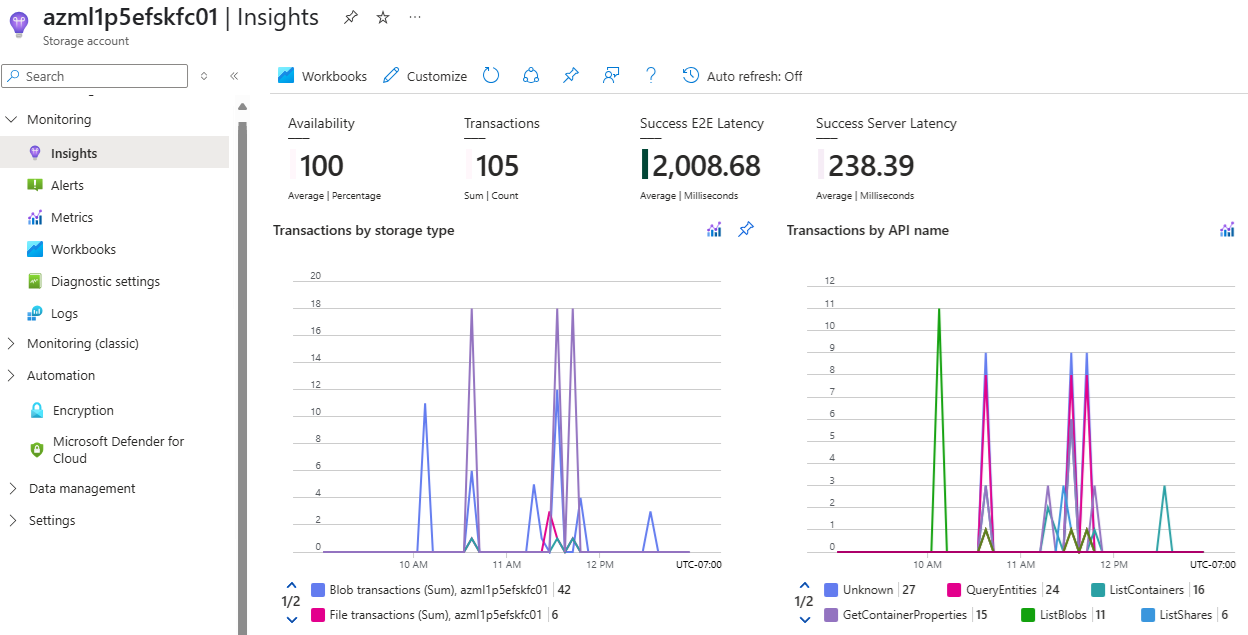 azml1p5efskfc01 | Insights
Storage account
Search
Workbooks
Customize
Auto refresh: Off
Monitoring
Insights
Alerts
Metrics
Workbooks
Diagnostic settings
Logs
Monitoring (classic)
Automation
Encryption
Microsoft Defender for
Cloud
Data management
Settings
Availability
100
Average | Percentage
Transactions
105
Sum | Count
Success E2E Latency
2,008.68
Average | Milliseconds
Success Server Latency
238.39
Average | Milliseconds
Transactions by storage type
20
18
16
14
12
10
8
6
4
2
0
10 AM
11 AM
12 PM
UTC-07:00
1/2
Blob transactions (Sum), azml1p5efskfc01 | 42
File transactions (Sum), azml1p5efskfc01 | 6
Transactions by API name
12
11
10
9
8
7
6
5
4
3
2
1
0
10 AM
11 AM
12 PM
UTC-07:00
1/2
Unknown | 27
QueryEntities | 24
ListContainers | 16
GetContainerProperties | 15
ListBlobs | 11
ListShares | 6